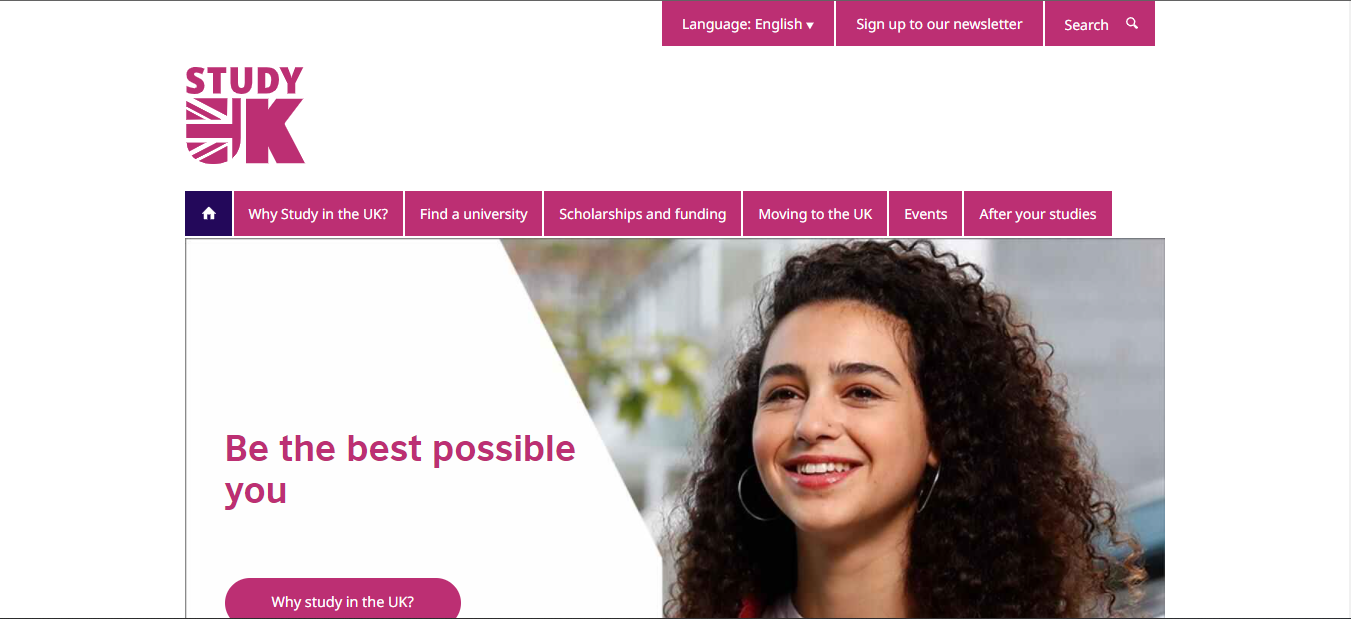 Language: English ▾
Sign up to our newsletter
Search
STUDY
UK
Why Study in the UK?
Find a university
Scholarships and funding
Moving to the UK
Events
After your studies
Be the best possible
you
Why study in the UK?